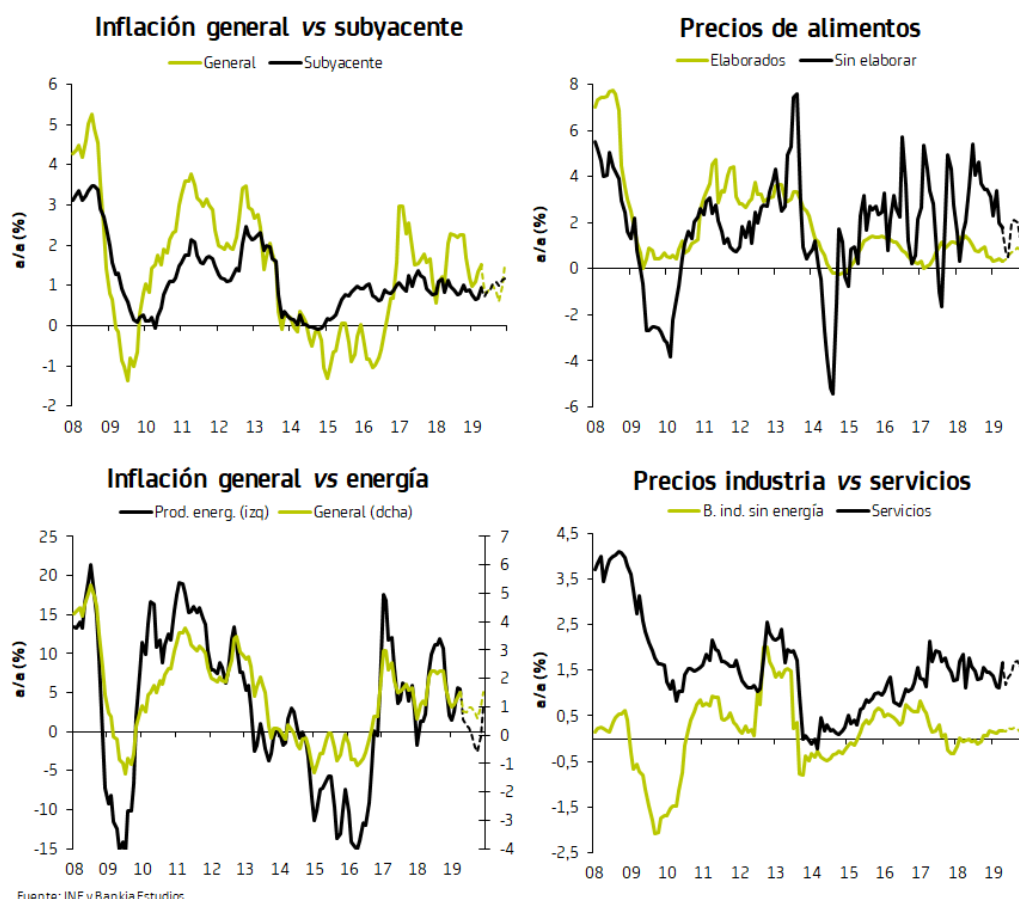 Inflación general vs subyacente
General Subyacente
a/a (%)
6
5
4
3
2
1
0
-1
-2
08 09 10 11 12 13 14 15 16 17 18 19
Precios de alimentos
Elaborados Sin elaborar
a/a (%)
8
6
4
2
0
-2
-4
-6
08 09 10 11 12 13 14 15 16 17 18 19
Inflación general vs energía
Prod. energ. (izq) General (dcha)
a/a (%)
25
20
15
10
5
0
-5
-10
-15
7
6
5
4
3
2
1
0
-1
-2
-3
-4
08 09 10 11 12 13 14 15 16 17 18 19
Precios industria vs servicios
B. ind. sin energía Servicios
a/a (%)
4,5
3,5
2,5
1,5
0,5
-0,5
-1,5
-2,5
08 09 10 11 12 13 14 15 16 17 18 19
Fuente: INE y Bankia Estudios